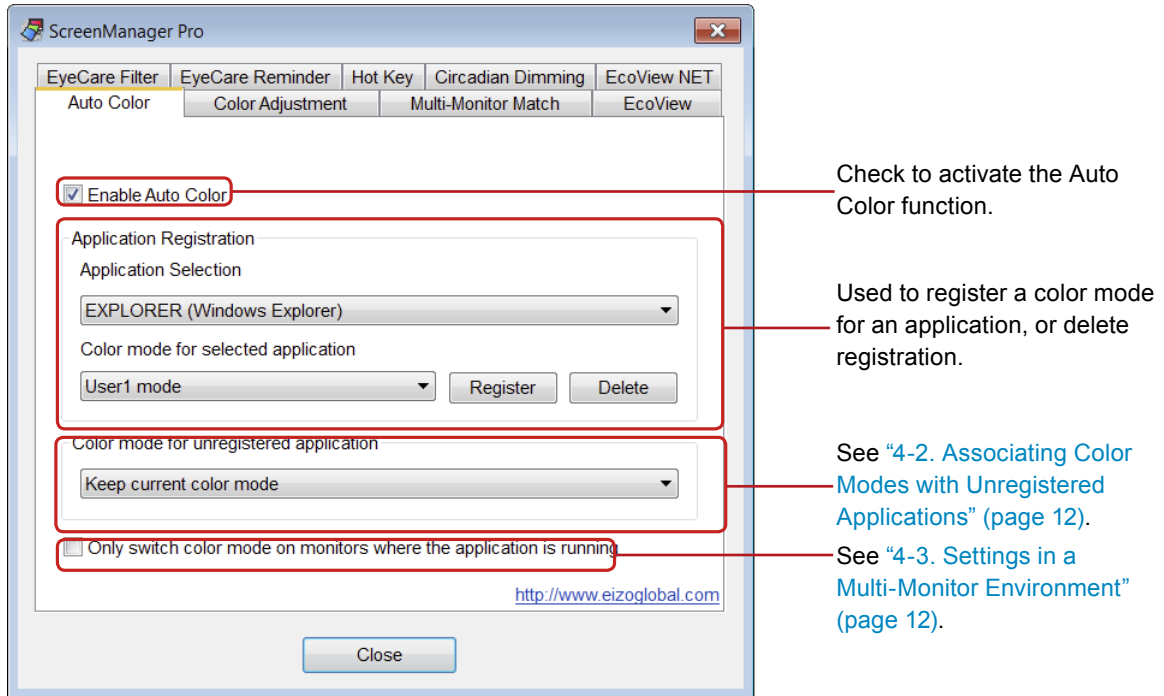 ScreenManager Pro
EyeCare Filter EyeCare Reminder Hot Key Circadian Dimming EcoView NET
Auto Color Color Adjustment Multi-Monitor Match EcoView
Enable Auto Color
Application Registration
Application Selection
EXPLORER (Windows Explorer)
Color mode for selected application
User1 mode Register Delete
Color mode for unregistered application
Keep current color mode
Only switch color mode on monitors where the application is running
http://www.eizoglobal.com
Close
Check to activate the Auto
Color function.
Used to register a color mode
for an application, or delete
registration.
See “4-2. Associating Color
Modes with Unregistered
Applications” (page 12).
See “4-3. Settings in a
Multi-Monitor Environment”
(page 12).